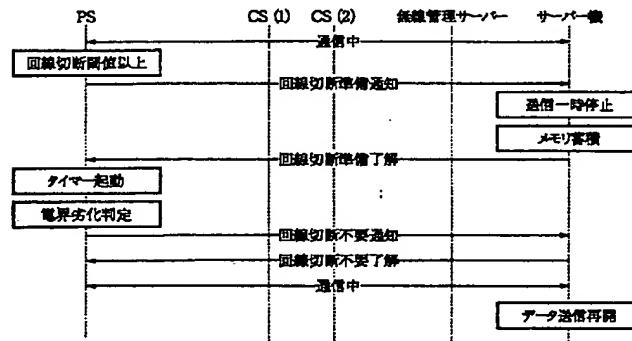 PS CS(1) CS(2) 無線管理サーバー サーバー機
通信中
回線切断閾値以上
回線切断準備通知
通信一時停止
メモリ蓄積
回線切断準備了解
タイマー起動
電界劣化判定
回線切断不要通知
回線切断不要了解
通信中
データ送信再開